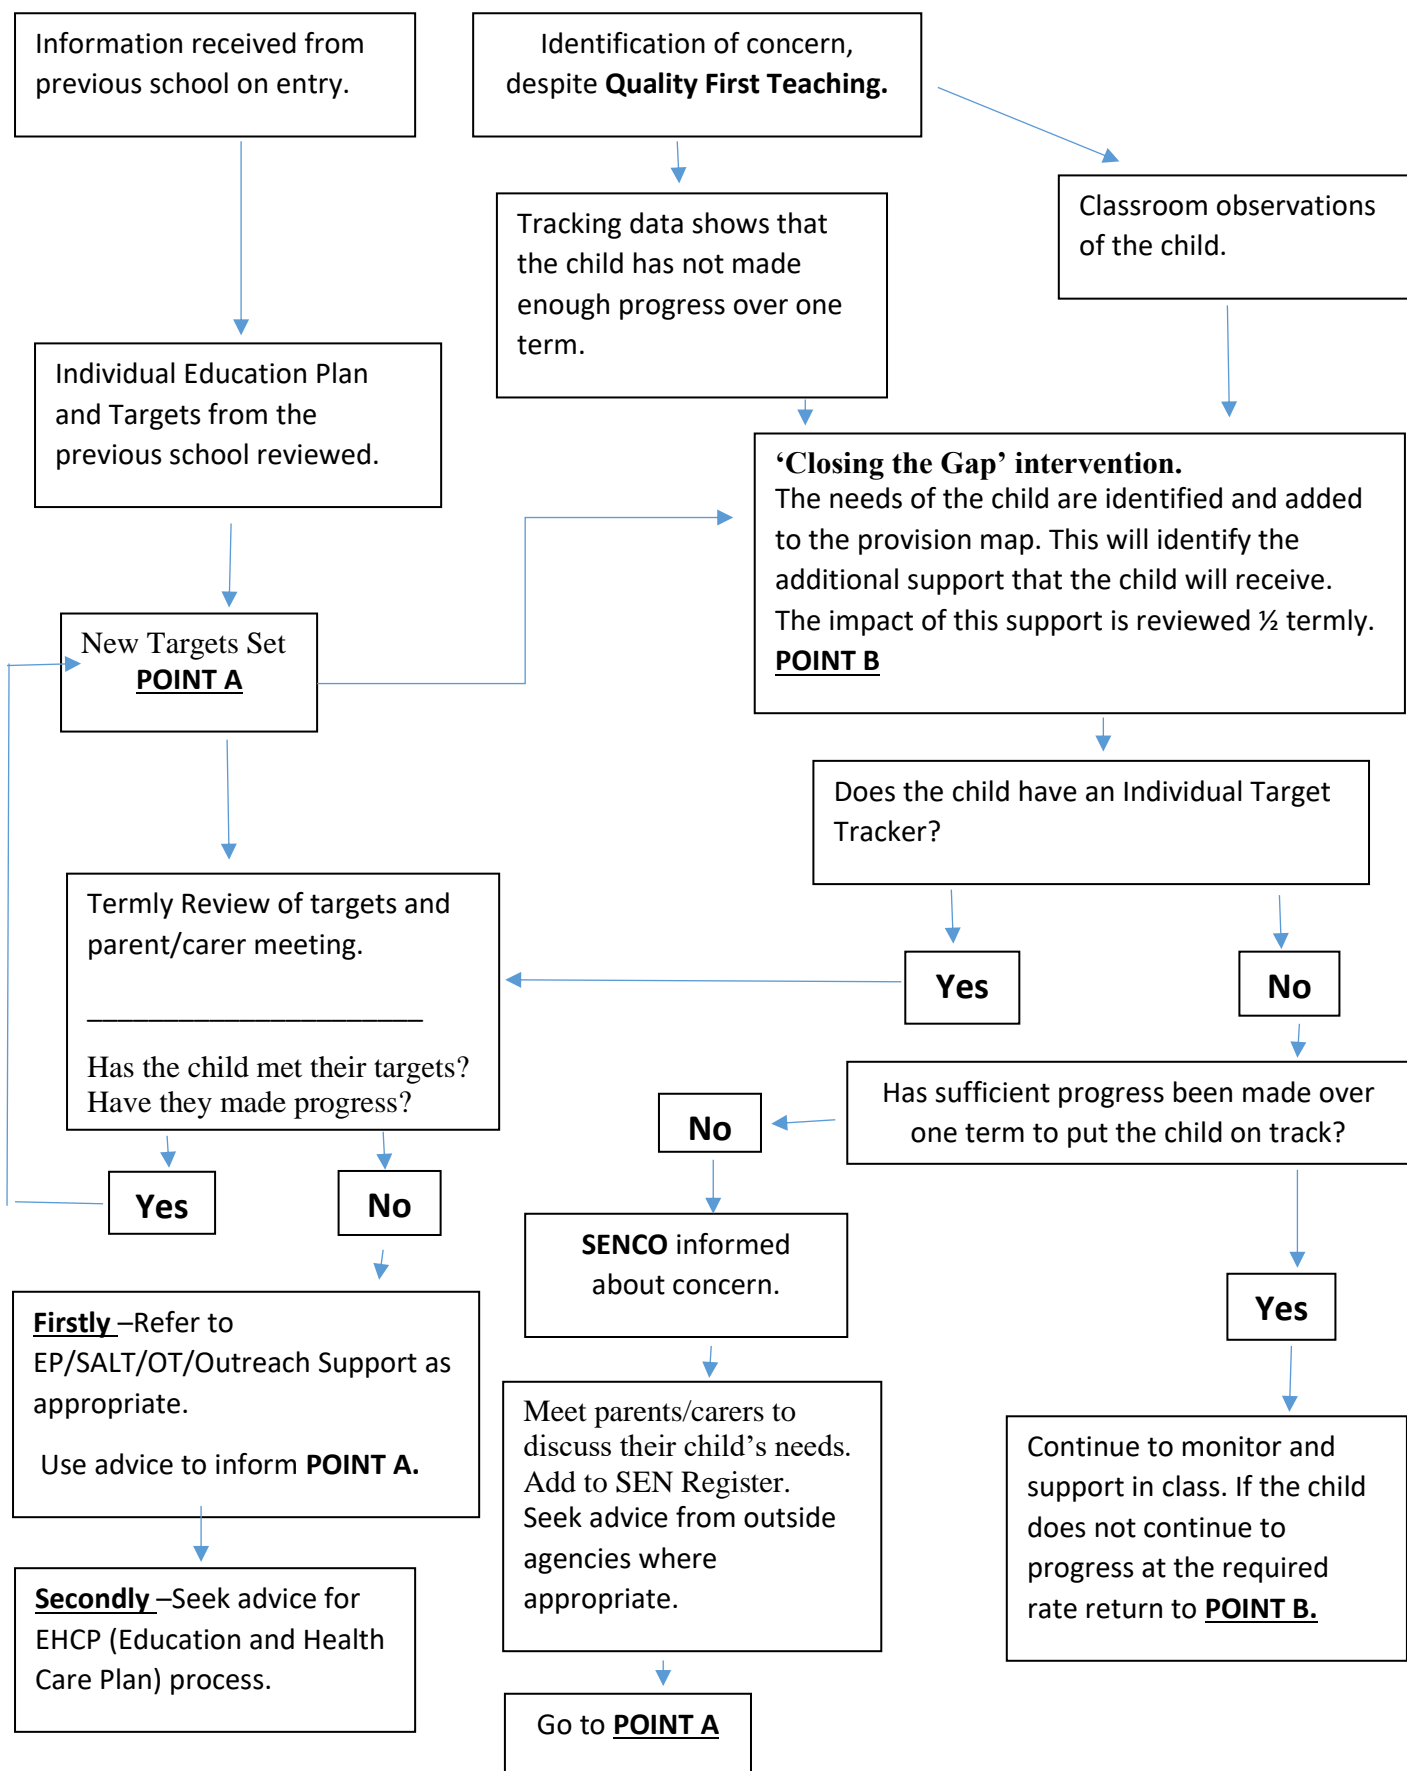 Information received from
previous school on entry.
Identification of concern,
despite Quality First Teaching.
Classroom observations
of the child.
Tracking data shows that
the child has not made
enough progress over one
term.
Individual Education Plan
and Targets from the
previous school reviewed.
‘Closing the Gap’ intervention.
The needs of the child are identified and added
to the provision map. This will identify the
additional support that the child will receive.
The impact of this support is reviewed ½ termly.
POINT B
New Targets Set
POINT A
Does the child have an Individual Target
Tracker?
Termly Review of targets and
parent/carer meeting.
Has the child met their targets?
Have they made progress?
Yes
No
Has sufficient progress been made over
one term to put the child on track?
No
Yes
No
SENCO informed
about concern.
Yes
Firstly –Refer to
EP/SALT/OT/Outreach Support as
appropriate.
Use advice to inform POINT A.
Meet parents/carers to
discuss their child’s needs.
Add to SEN Register.
Seek advice from outside
agencies where
appropriate.
Continue to monitor and
support in class. If the child
does not continue to
progress at the required
rate return to POINT B.
Secondly –Seek advice for
EHCP (Education and Health
Care Plan) process.
Go to POINT A